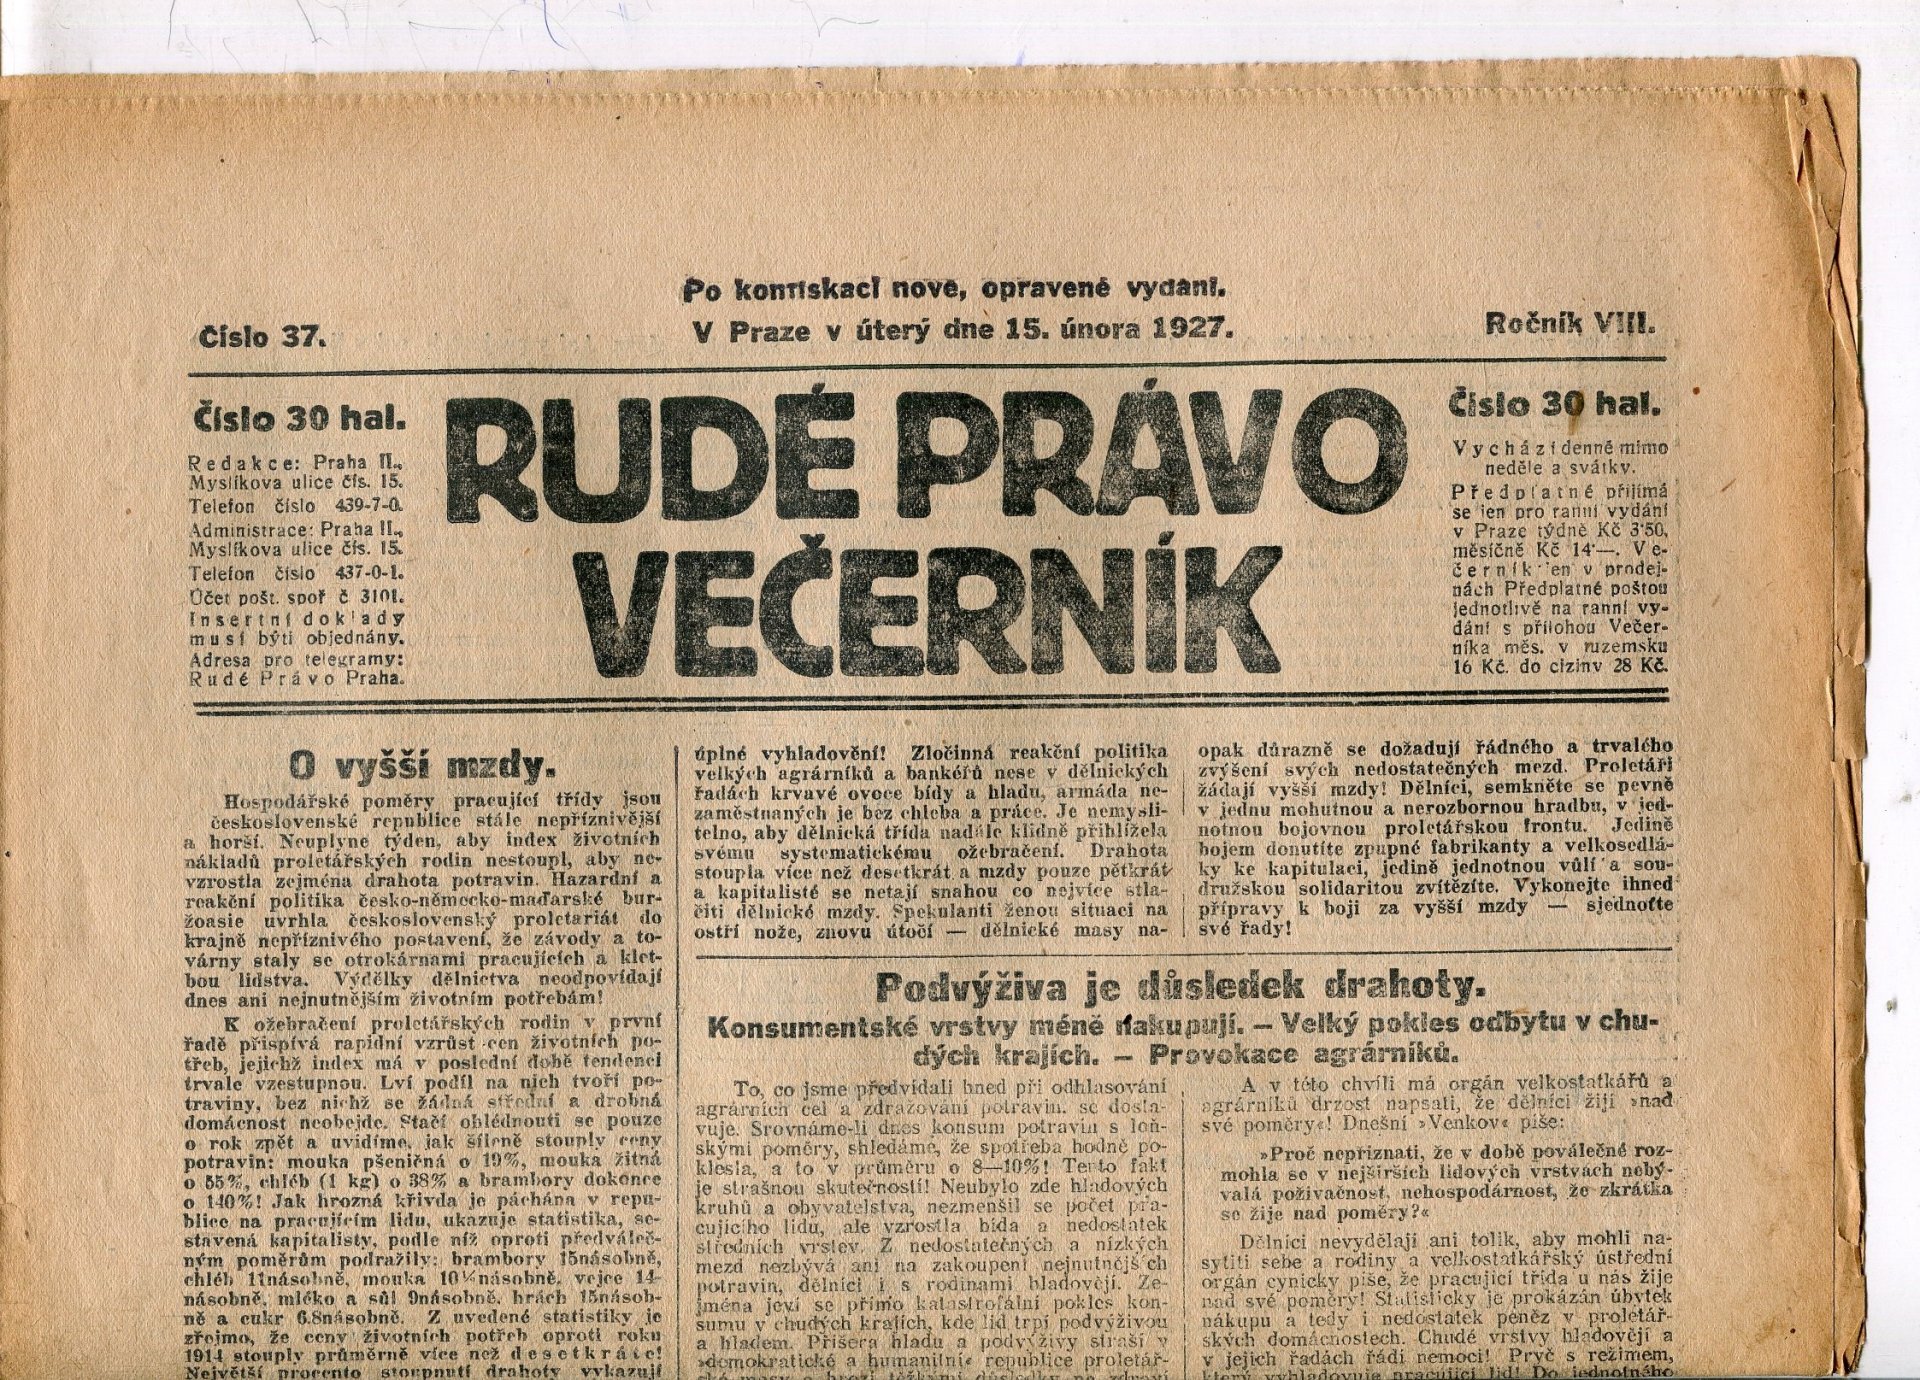 Po konfiskaci nové, opravené vydání.
Číslo 37.
V Praze v úterý dne 15. února 1927.
Ročník VIII.
Číslo 30 hal.
Redakce: Praha II.,
Myslíkova ulice čís. 15.
Telefon číslo 439-7-0.
Administrace: Praha II.,
Myslíkova ulice čís. 15.
Telefon číslo 437-0-1.
Účet pošt. spoř č 3101.
Insertní doklady
musí býti objednány.
Adresa pro telegramy:
Rudé Právo Praha.
RUDÉ PRÁVO
VEČERNÍK
Číslo 30 hal.
Vychází denně mimo
neděle a svátky.
Předplatné přijímá
se jen pro ranní vydání
v Praze týdně Kč 3·50,
měsíčně Kč 14·—. Ve-
černík jen v prodej-
nách Předplatné poštou
jednotlivě na ranní vy-
dání s přílohou Večer-
níka měs. v tuzemsku
16 Kč. do ciziny 28 Kč.
O vyšší mzdy.
Hospodářské poměry pracující třídy jsou
československé republice stále nepříznivější
a horší. Neuplyne týden, aby index životních
nákladů proletářských rodin nestoupl, aby ne-
vzrostla zejména drahota potravin. Hazardní a
reakční politika česko-německo-maďarské bur-
žoasie uvrhla československý proletariát do
krajně nepříznivého postavení, že závody a to-
várny staly se otrokárnami pracujících a klet-
bou lidstva. Výdělky dělnictva neodpovídají
dnes ani nejnutnějším životním potřebám!
K ožebračení proletářských rodin v první
řadě přispívá rapidní vzrůst cen životních po-
třeb, jejichž index má v poslední době tendenci
trvale vzestupnou. Lví podíl na nich tvoří po-
traviny, bez nichž se žádná střední a drobná
domácnost neobejde. Stačí ohlédnouti se pouze
o rok zpět a uvidíme, jak šíleně stouply ceny
potravin: mouka pšeničná o 19%, mouka žitná
o 55%, chléb (1 kg) o 38% a brambory dokonce
o 140%! Jak hrozná křivda je páchána v repu-
blice na pracujícím lidu, ukazuje statistika, se-
stavená kapitalisty, podle níž oproti předváleč-
ným poměrům podražily: brambory 15násobně,
chléb 11násobně, mouka 10½násobně, vejce 14-
násobně, mléko a sůl 9násobně, hrách 15násob-
ně a cukr 6.8násobně. Z uvedené statistiky je
zřejmo, že ceny životních potřeb oproti roku
1914 stouply průměrně více než desetkráte!
Největší procento stoupnutí drahoty vykazují
úplné vyhladovění! Zločinná reakční politika
velkých agrárníků a bankéřů nese v dělnických
řadách krvavé ovoce bídy a hladu, armáda ne-
zaměstnaných je bez chleba a práce. Je nemysli-
telno, aby dělnická třída nadále klidně přihlížela
svému systematickému ožebračení. Drahota
stoupla více než desetkrát a mzdy pouze pětkrát
a kapitalisté se netají snahou co nejvíce stla-
čiti dělnické mzdy. Spekulanti ženou situaci na
ostří nože, znovu útočí — dělnické masy na-
opak důrazně se dožadují řádného a trvalého
zvýšení svých nedostatečných mezd. Proletáři
žádají vyšší mzdy! Dělníci, semkněte se pevně
v jednu mohutnou a nerozbornou hradbu, v jed-
notnou bojovnou proletářskou frontu. Jedině
bojem donutíte zpupné fabrikanty a velkosedlá-
ky ke kapitulaci, jedině jednotnou vůlí a sou-
družskou solidaritou zvítězíte. Vykonejte ihned
přípravy k boji za vyšší mzdy — sjednoťte
své řady!
Podvýživa je důsledek drahoty.
Konsumentské vrstvy méně nakupují. — Velký pokles odbytu v chu-
dých krajích. — Provokace agrárníků.
To, co jsme předvídali hned při odhlasování
agrárních cel a zdražování potravin, se dosta-
vuje. Srovnáme-li dnes konsum potravin s loň-
skými poměry, shledáme, že spotřeba hodně po-
klesla, a to v průměru o 8—10%! Tento fakt
je strašnou skutečností! Neubylo zde hladových
kruhů a obyvatelstva, nezmenšil se počet pra-
cujícího lidu, ale vzrostla bída a nedostatek
středních vrstev. Z nedostatečných a nízkých
mezd nezbývá ani na zakoupení nejnutnějších
potravin, dělníci i s rodinami hladovějí. Ze-
jména jeví se přímo katastrofální pokles kon-
sumu v chudých krajích, kde lid trpí podvýživou
a hladem. Příšera hladu a podvýživy straší v
»demokratické a humanitní« republice proletář-
A v této chvíli má orgán velkostatkářů a
agrárníků drzost napsati, že dělníci žijí »nad
své poměry«! Dnešní »Venkov« píše:
»Proč nepřiznati, že v době poválečné roz-
mohla se v nejširších lidových vrstvách neby-
valá poživačnost, nehospodárnost, že zkrátka
se žije nad poměry?«
Dělníci nevydělají ani tolik, aby mohli na-
sytiti sebe a rodiny a velkostatkářský ústřední
orgán cynicky píše, že pracující třída u nás žije
nad své poměry! Statisticky je prokázán úbytek
nákupu a tedy i nedostatek peněz v proletář-
ských domácnostech. Chudé vrstvy hladovějí a
v jejich řadách řádí nemoci! Pryč s režimem,
který vyhladovuje pracující lid! Do jednotného